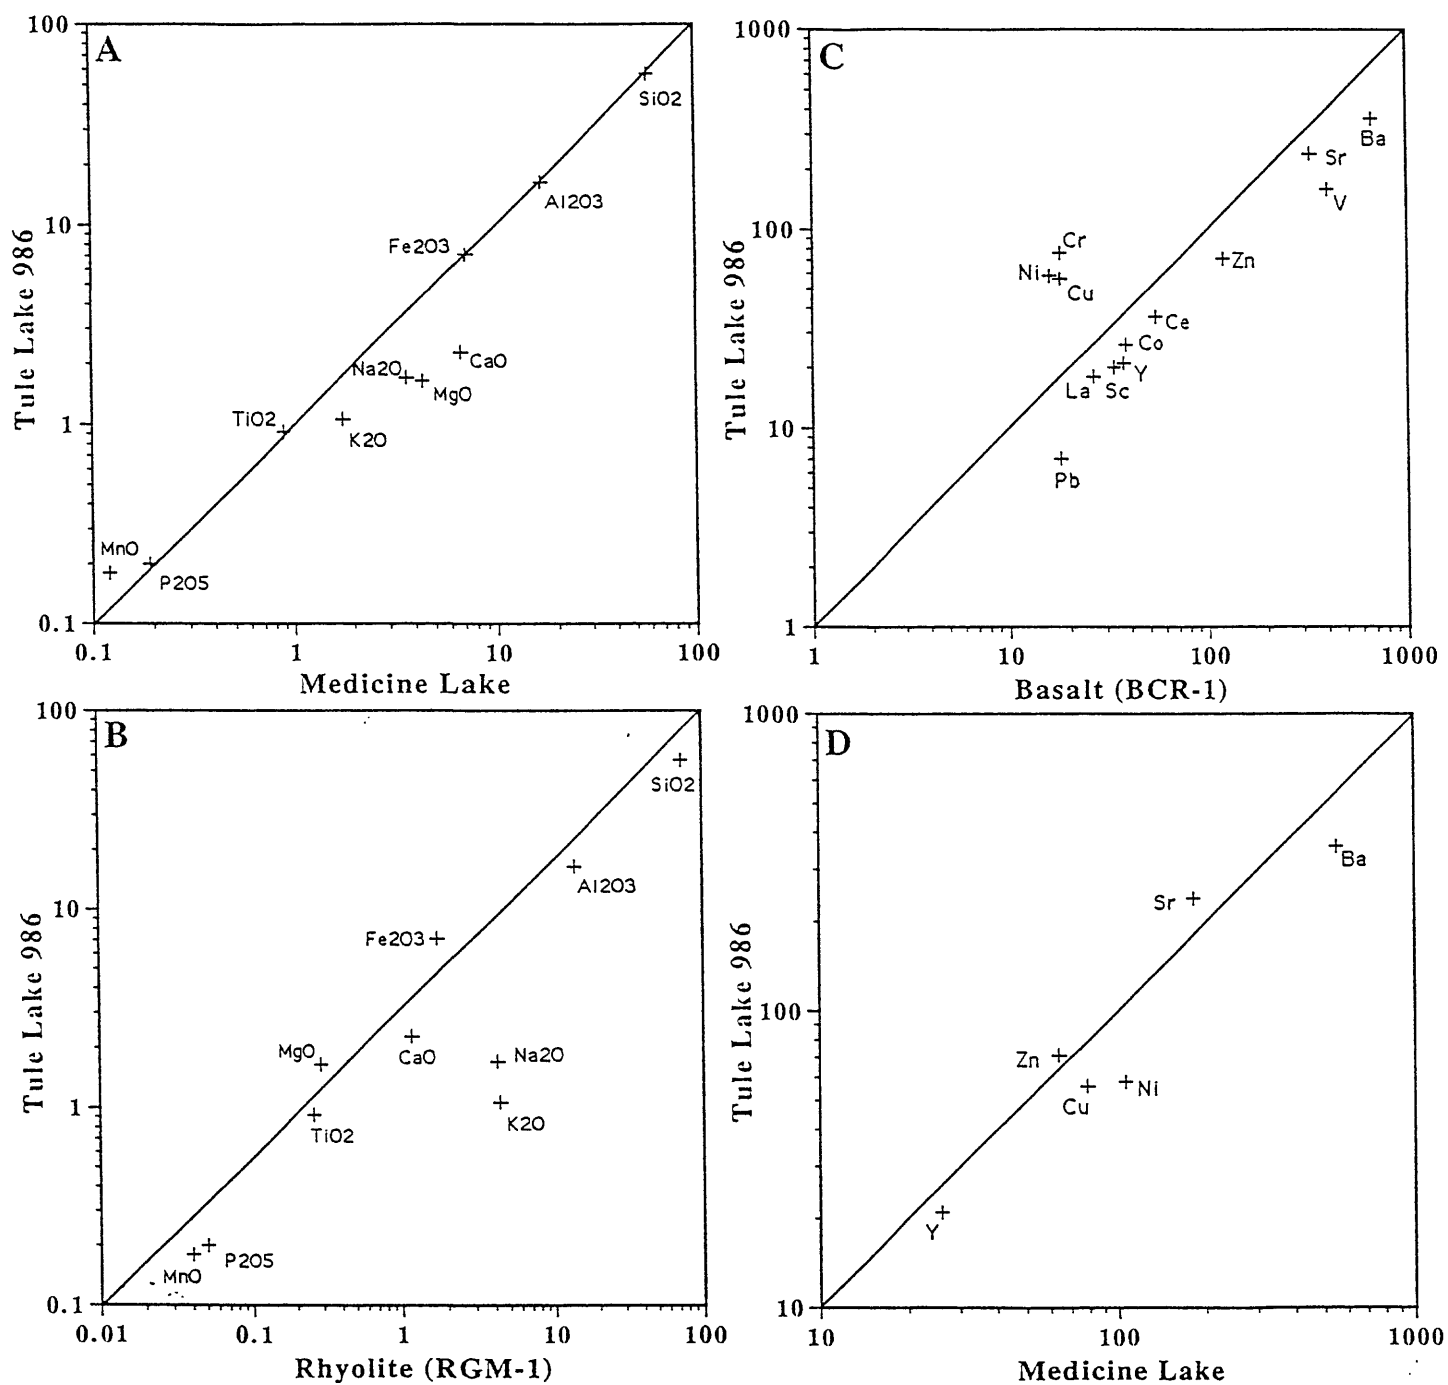 A
100
10
1
0.1
Tule Lake 986
SiO2
Al2O3
Fe2O3
CaO
Na2O
MgO
TiO2
K2O
MnO
P2O5
0.1 1 10 100
Medicine Lake
C
1000
100
10
1
Tule Lake 986
Ba
Sr
V
Cr
Zn
Ni
Cu
Ce
Co
Y
La Sc
Pb
1 10 100 1000
Basalt (BCR-1)
B
100
10
1
0.1
Tule Lake 986
SiO2
Al2O3
Fe2O3
MgO
CaO
Na2O
K2O
TiO2
P2O5
MnO
0.01 0.1 1 10 100
Rhyolite (RGM-1)
D
1000
100
10
Tule Lake 986
Ba
Sr
Zn
Ni
Cu
Y
10 100 1000
Medicine Lake